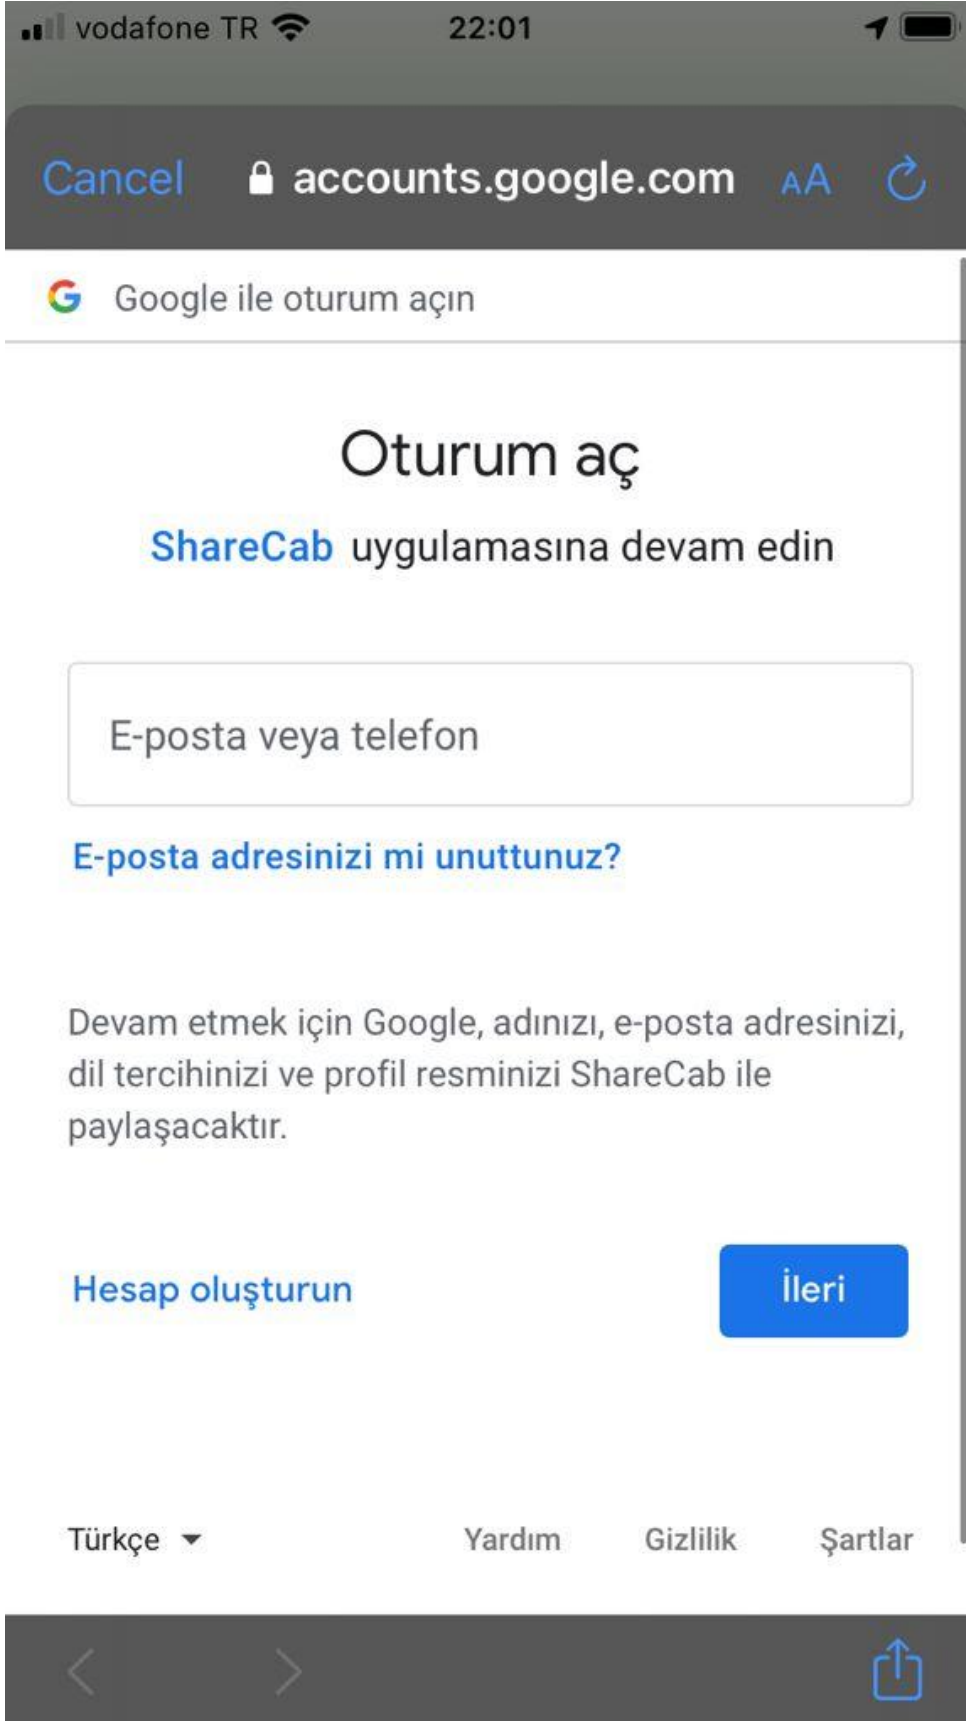 vodafone TR 22:01
Cancel accounts.google.com AA
Google ile oturum açın
Oturum aç
ShareCab uygulamasına devam edin
E-posta veya telefon
E-posta adresinizi mi unuttunuz?
Devam etmek için Google, adınızı, e-posta adresinizi,
dil tercihinizi ve profil resminizi ShareCab ile
paylaşacaktır.
Hesap oluşturun İleri
Türkçe Yardım Gizlilik Şartlar